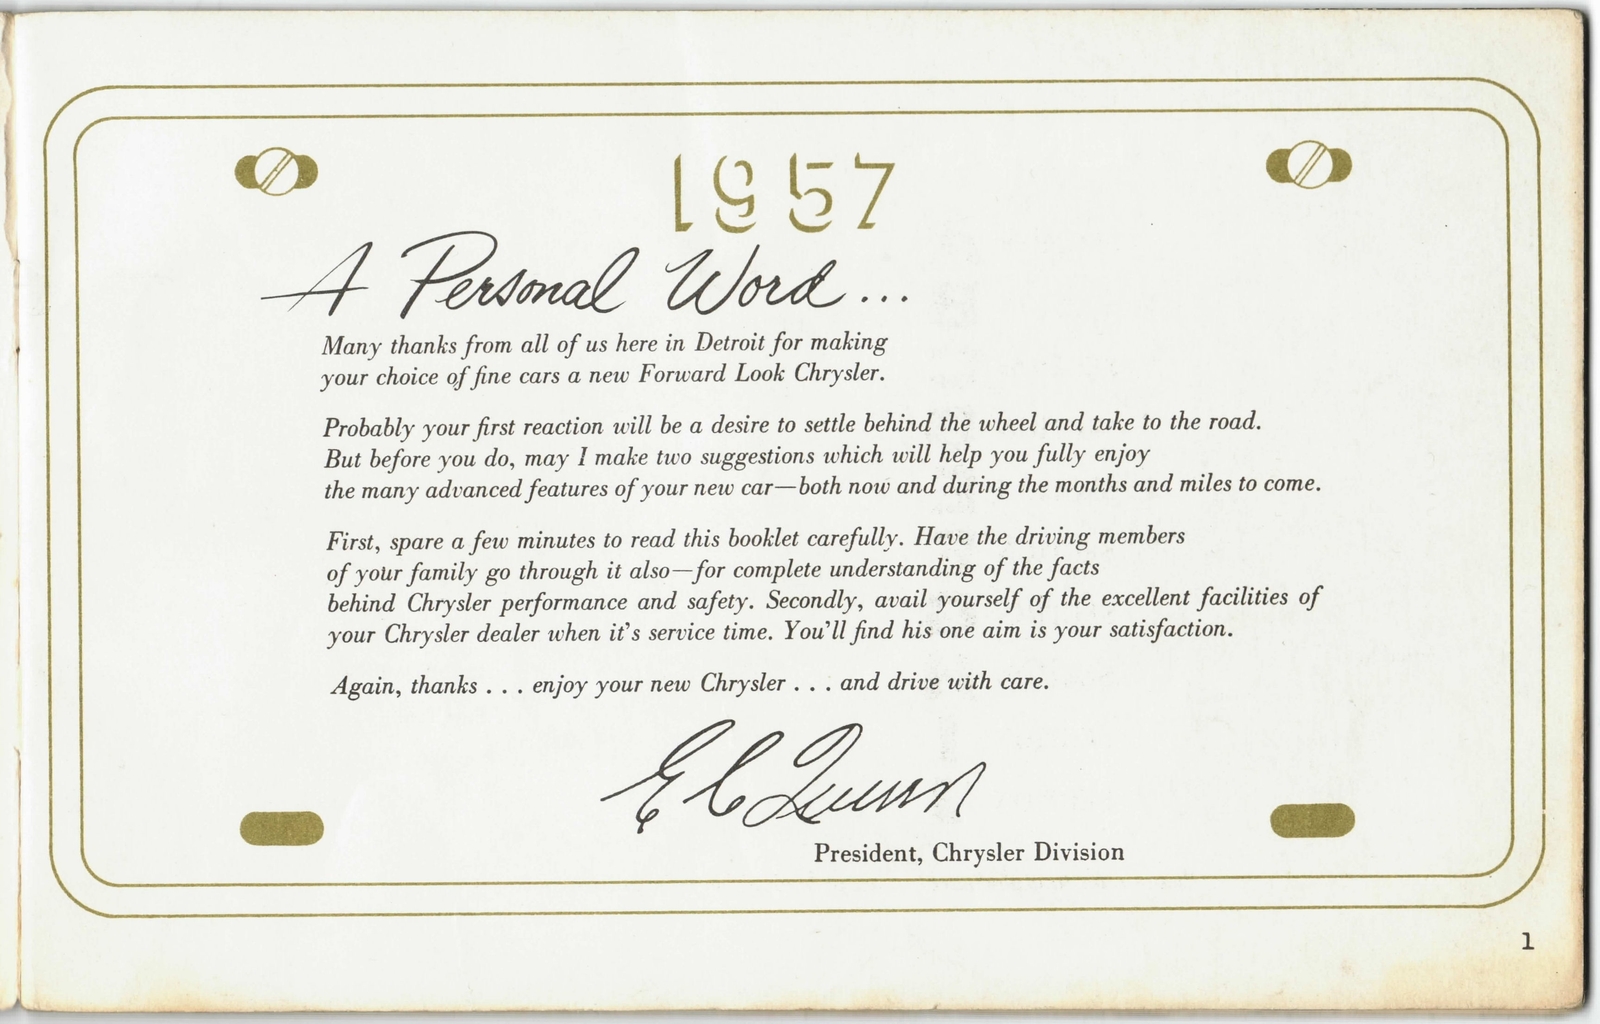 1957
A Personal Word...
Many thanks from all of us here in Detroit for making
your choice of fine cars a new Forward Look Chrysler.
Probably your first reaction will be a desire to settle behind the wheel and take to the road.
But before you do, may I make two suggestions which will help you fully enjoy
the many advanced features of your new car—both now and during the months and miles to come.
First, spare a few minutes to read this booklet carefully. Have the driving members
of your family go through it also—for complete understanding of the facts
behind Chrysler performance and safety. Secondly, avail yourself of the excellent facilities of
your Chrysler dealer when it's service time. You'll find his one aim is your satisfaction.
Again, thanks . . . enjoy your new Chrysler . . . and drive with care.
E C Quinn
President, Chrysler Division
1